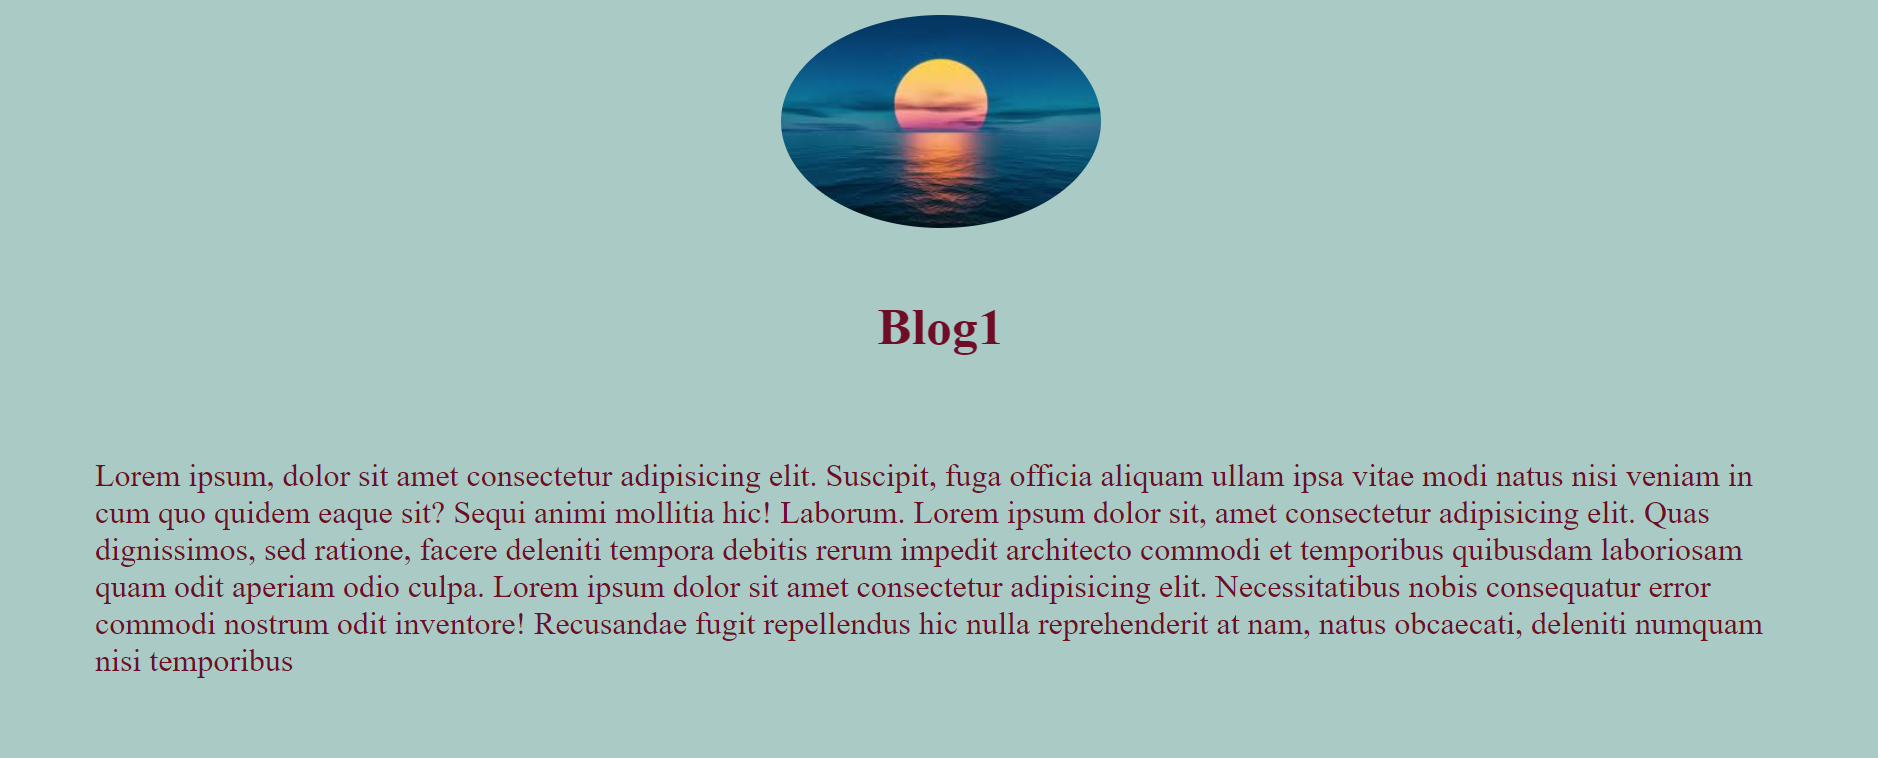 Blog1
Lorem ipsum, dolor sit amet consectetur adipisicing elit. Suscipit, fuga officia aliquam ullam ipsa vitae modi natus nisi veniam in
cum quo quidem eaque sit? Sequi animi mollitia hic! Laborum. Lorem ipsum dolor sit, amet consectetur adipisicing elit. Quas
dignissimos, sed ratione, facere deleniti tempora debitis rerum impedit architecto commodi et temporibus quibusdam laboriosam
quam odit aperiam odio culpa. Lorem ipsum dolor sit amet consectetur adipisicing elit. Necessitatibus nobis consequatur error
commodi nostrum odit inventore! Recusandae fugit repellendus hic nulla reprehenderit at nam, natus obcaecati, deleniti numquam
nisi temporibus